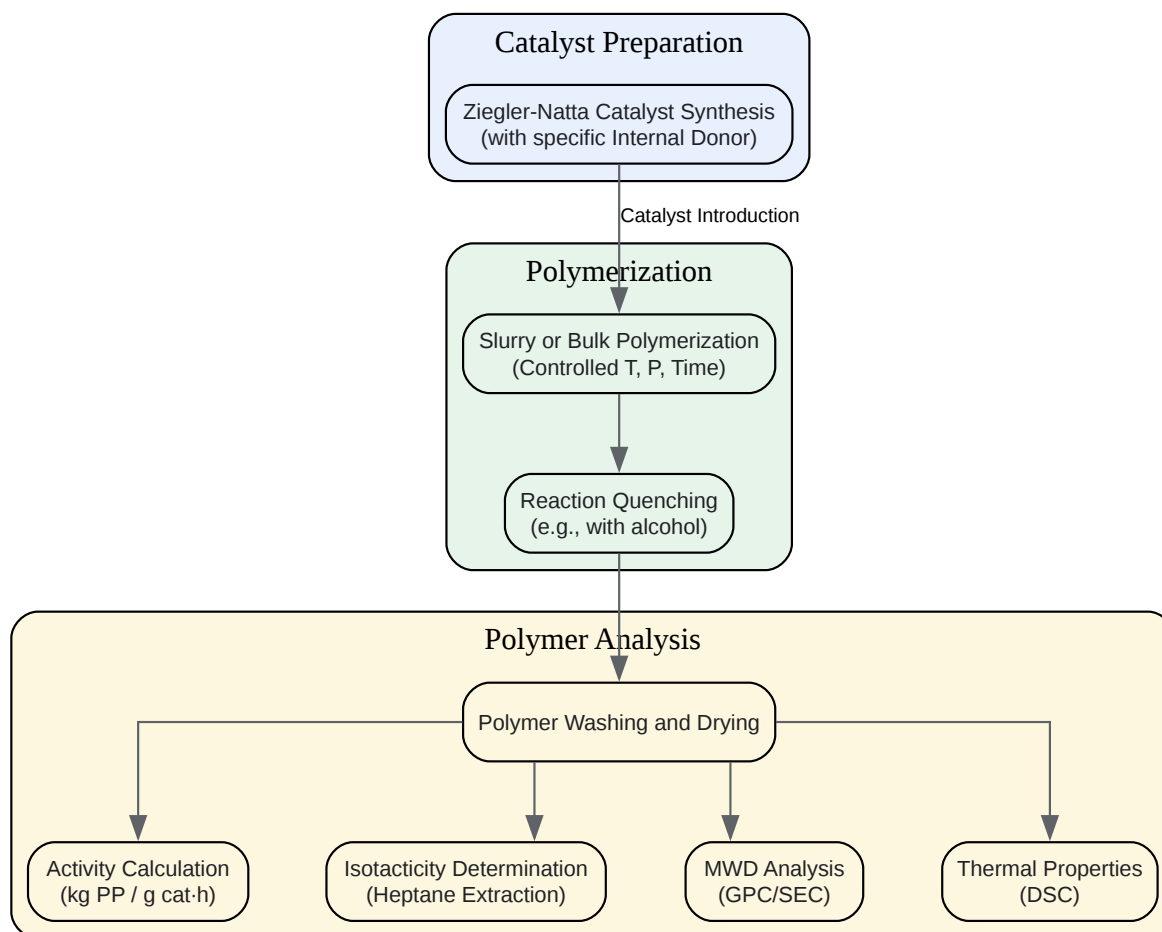 Catalyst Preparation
Ziegler-Natta Catalyst Synthesis
(with specific Internal Donor)
Catalyst Introduction
Polymerization
Slurry or Bulk Polymerization
(Controlled T, P, Time)
Reaction Quenching
(e.g., with alcohol)
Polymer Analysis
Polymer Washing and Drying
Activity Calculation
(kg PP / g cat·h)
Isotacticity Determination
(Heptane Extraction)
MWD Analysis
(GPC/SEC)
Thermal Properties
(DSC)